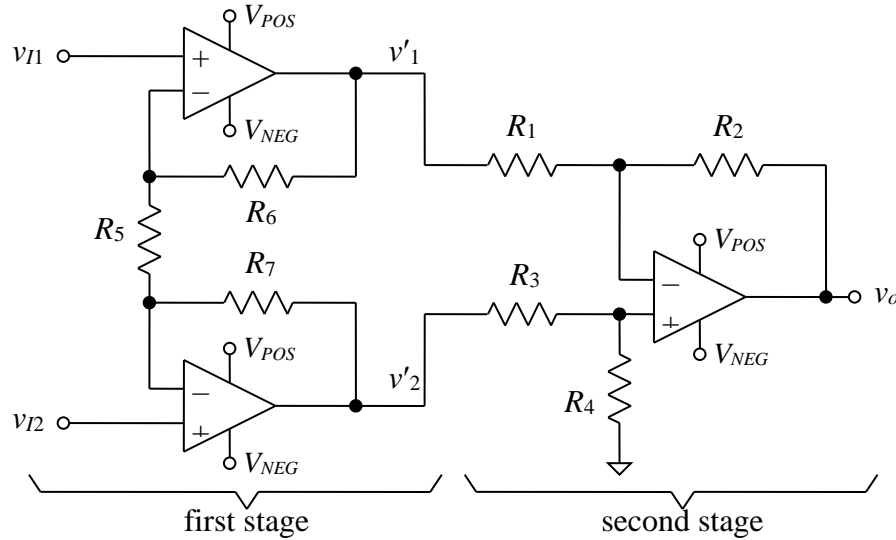 V_POS
v_I1
+
v'_1
−
V_NEG
R_1
R_2
R_6
R_5
V_POS
R_7
R_3
−
v_o
V_POS
+
v'_2
V_NEG
−
R_4
v_I2
+
V_NEG
first stage
second stage